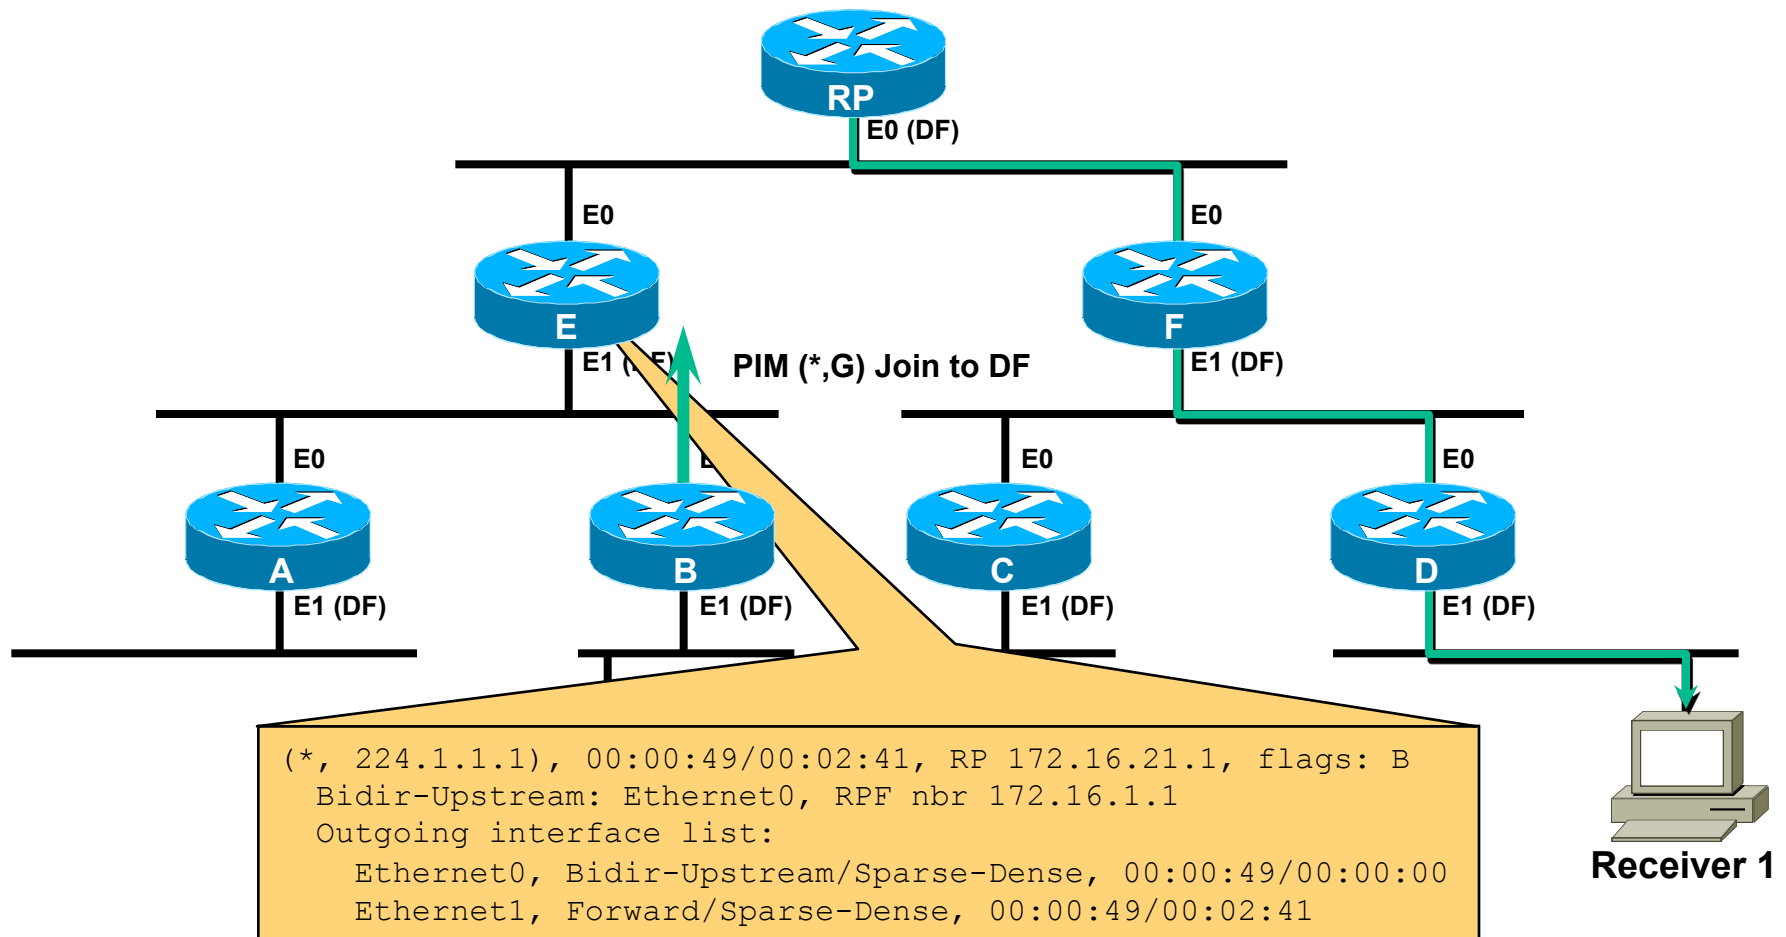 RP
E0 (DF)
E0
E0
E
F
E1 (
PIM (*,G) Join to DF
E1 (DF)
E0
E0
E0
A
B
C
D
E1 (DF)
E1 (DF)
E1 (DF)
E1 (DF)
(*, 224.1.1.1), 00:00:49/00:02:41, RP 172.16.21.1, flags: B
Bidir-Upstream: Ethernet0, RPF nbr 172.16.1.1
Outgoing interface list:
Ethernet0, Bidir-Upstream/Sparse-Dense, 00:00:49/00:00:00
Ethernet1, Forward/Sparse-Dense, 00:00:49/00:02:41
Receiver 1